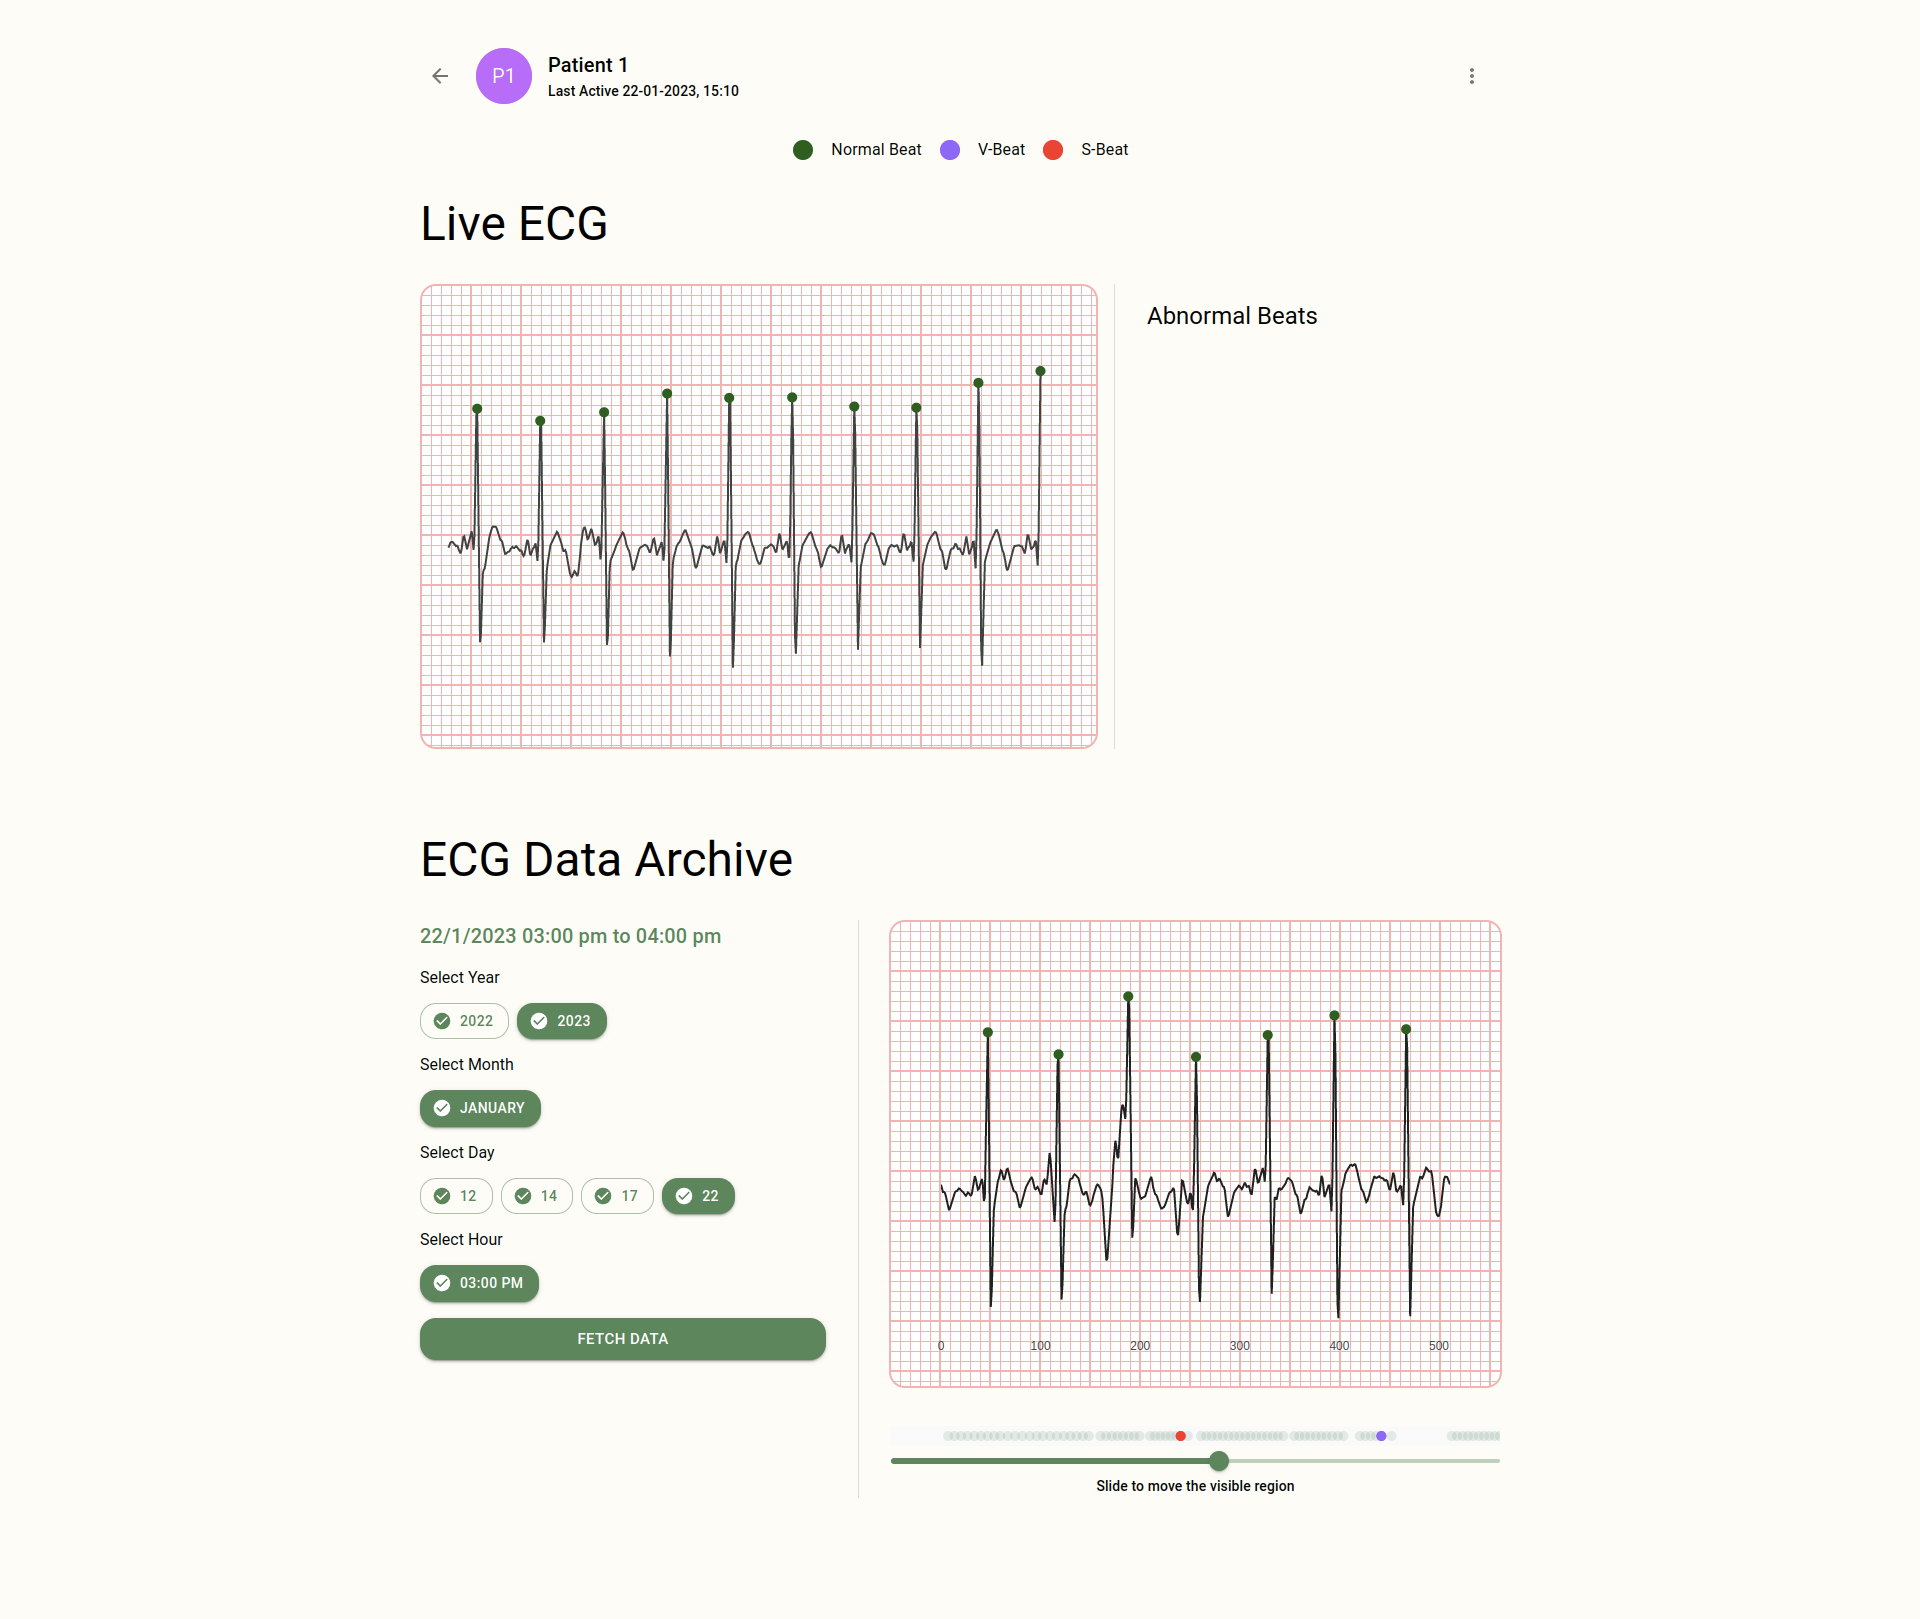 P1
Patient 1
Last Active 22-01-2023, 15:10
Normal Beat
V-Beat
S-Beat
Live ECG
Abnormal Beats
ECG Data Archive
22/1/2023 03:00 pm to 04:00 pm
Select Year
2022 2023
Select Month
JANUARY
Select Day
12 14 17 22
Select Hour
03:00 PM
FETCH DATA
0 100 200 300 400 500
Slide to move the visible region